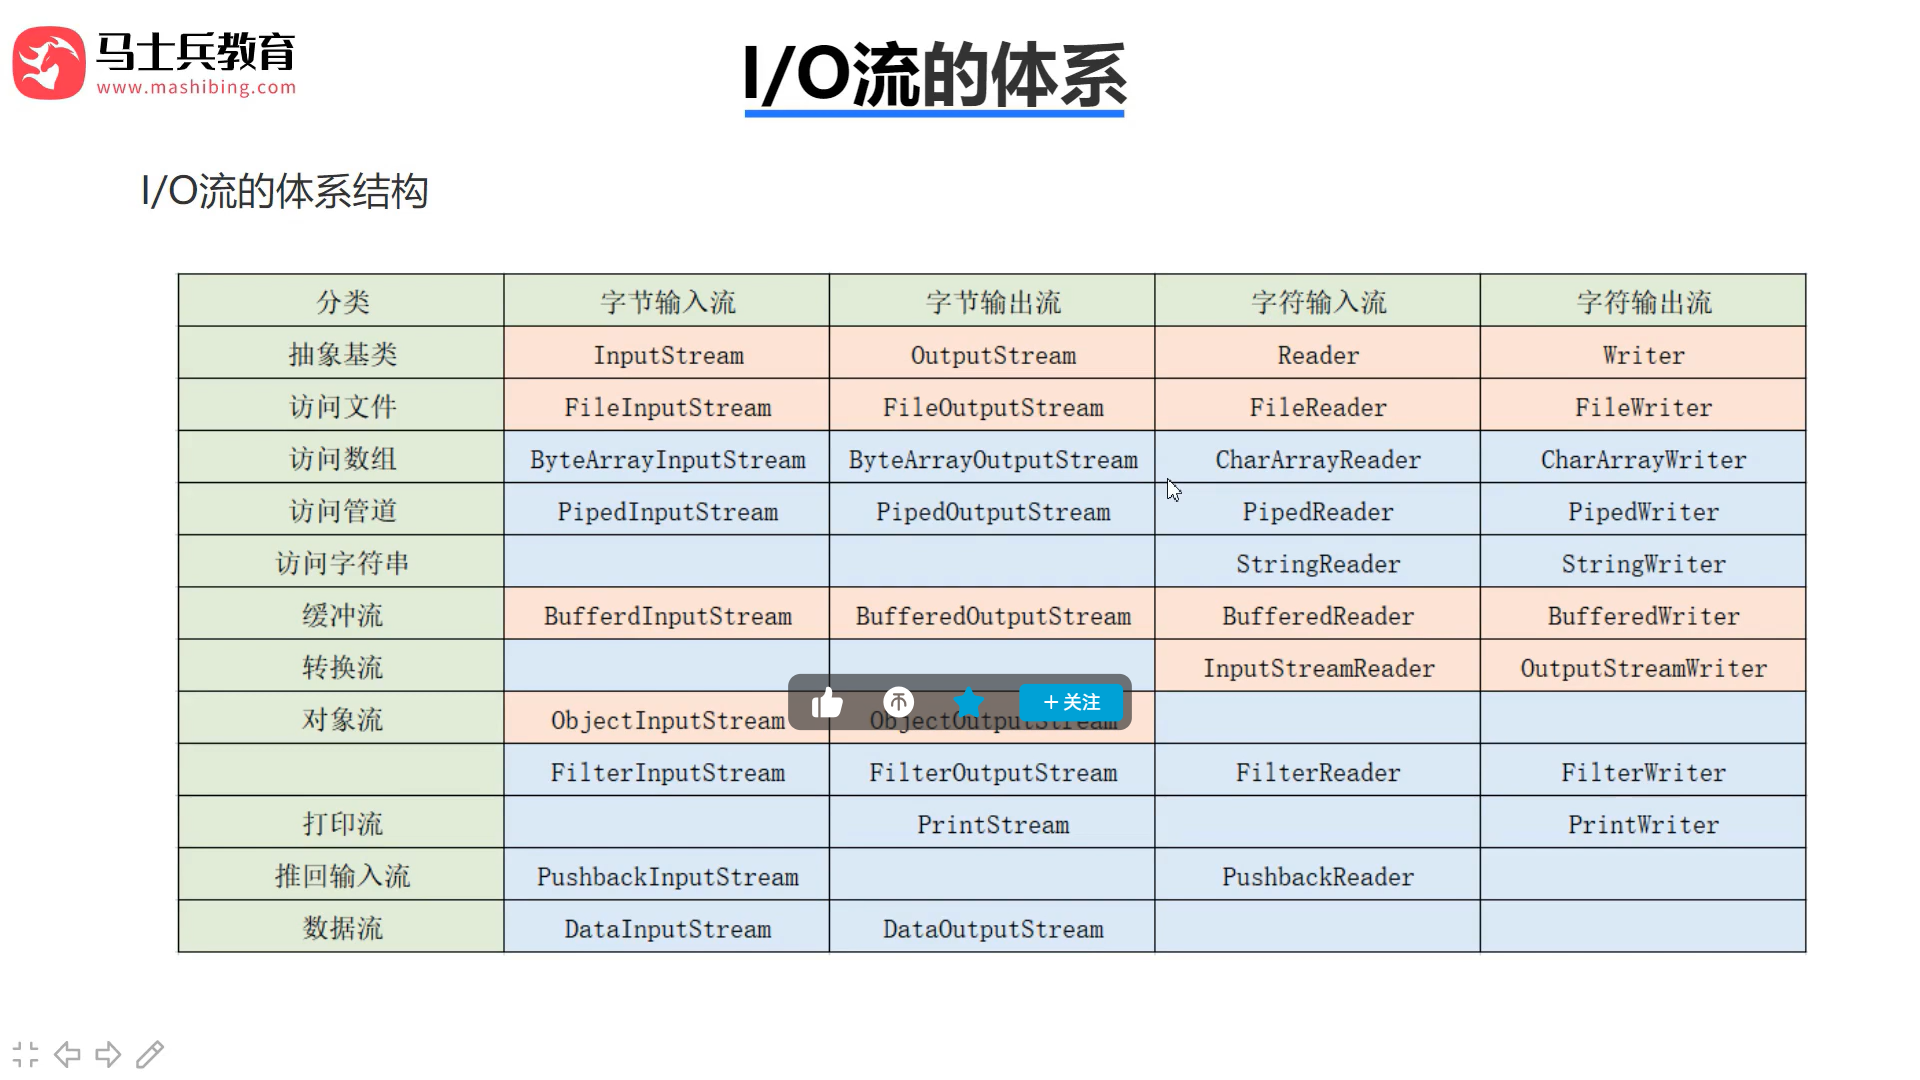 马士兵教育
www.mashibing.com
I/O流的体系
I/O流的体系结构
分类 字节输入流 字节输出流 字符输入流 字符输出流
抽象基类 InputStream OutputStream Reader Writer
访问文件 FileInputStream FileOutputStream FileReader FileWriter
访问数组 ByteArrayInputStream ByteArrayOutputStream CharArrayReader CharArrayWriter
访问管道 PipedInputStream PipedOutputStream PipedReader PipedWriter
访问字符串 StringReader StringWriter
缓冲流 BufferdInputStream BufferedOutputStream BufferedReader BufferedWriter
转换流 InputStreamReader OutputStreamWriter
+关注
对象流 ObjectInputStream ObjectOutputStream
FilterInputStream FilterOutputStream FilterReader FilterWriter
打印流 PrintStream PrintWriter
推回输入流 PushbackInputStream PushbackReader
数据流 DataInputStream DataOutputStream